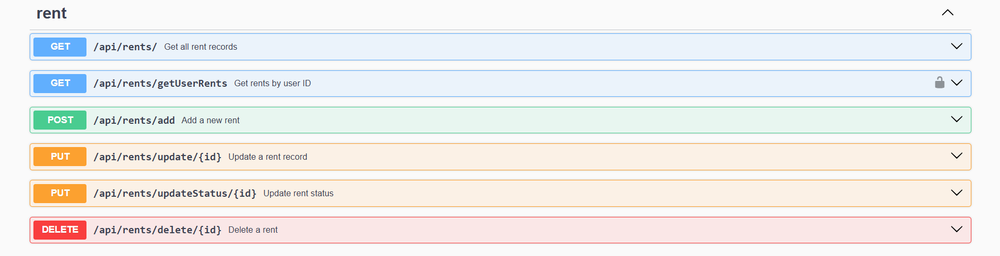 rent
GET /api/rents/ Get all rent records
GET /api/rents/getUserRents Get rents by user ID
POST /api/rents/add Add a new rent
PUT /api/rents/update/{id} Update a rent record
PUT /api/rents/updateStatus/{id} Update rent status
DELETE /api/rents/delete/{id} Delete a rent